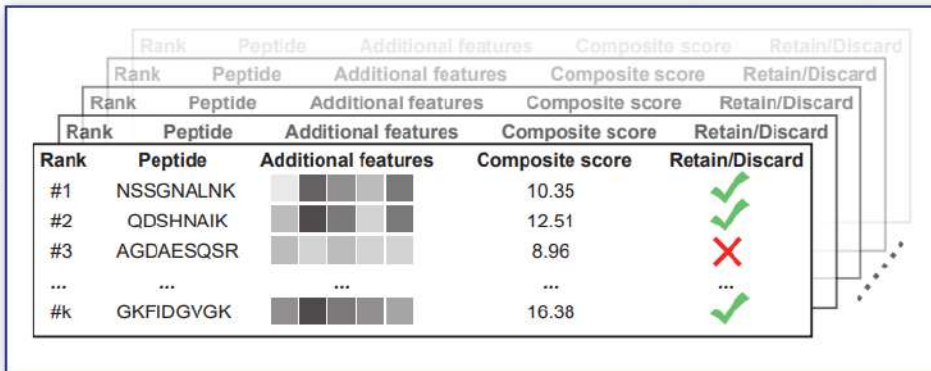 Rank Peptide Additional features Composite score Retain/Discard
Rank Peptide Additional features Composite score Retain/Discard
Rank Peptide Additional features Composite score Retain/Discard
Rank Peptide Additional features Composite score Retain/Discard
Rank Peptide Additional features Composite score Retain/Discard
#1 NSSGNALNK 10.35
#2 QDSHNAIK 12.51
#3 AGDAESQSR 8.96
... ... ... ... ...
#k GKFIDGVGK 16.38